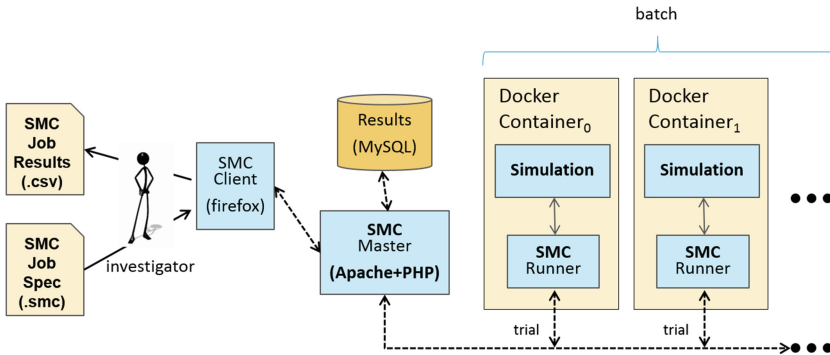 batch
SMC
Job
Results
(.csv)
SMC
Job
Spec
(.smc)
investigator
SMC
Client
(firefox)
Results
(MySQL)
SMC
Master
(Apache+PHP)
Docker
Container₀
Simulation
SMC
Runner
trial
Docker
Container₁
Simulation
SMC
Runner
trial